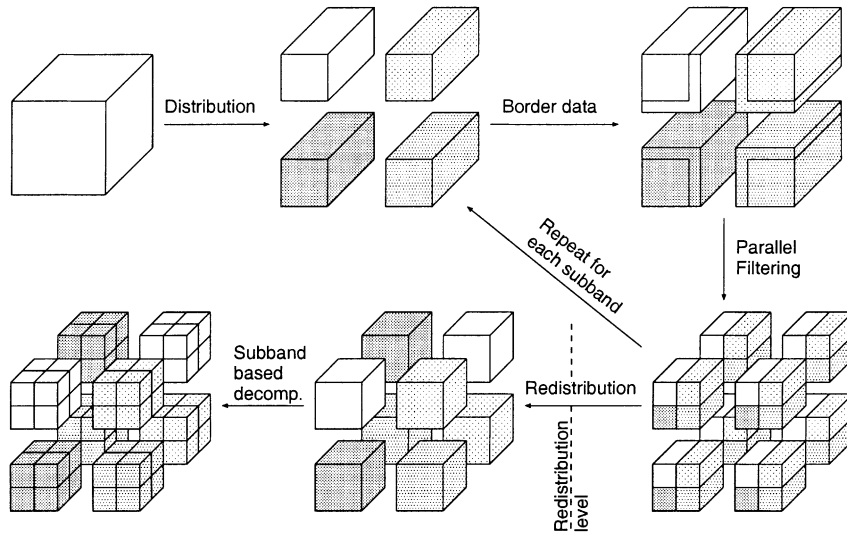 Distribution
Border data
Parallel
Filtering
Repeat for
each subband
Redistribution
Redistribution
level
Subband
based
decomp.